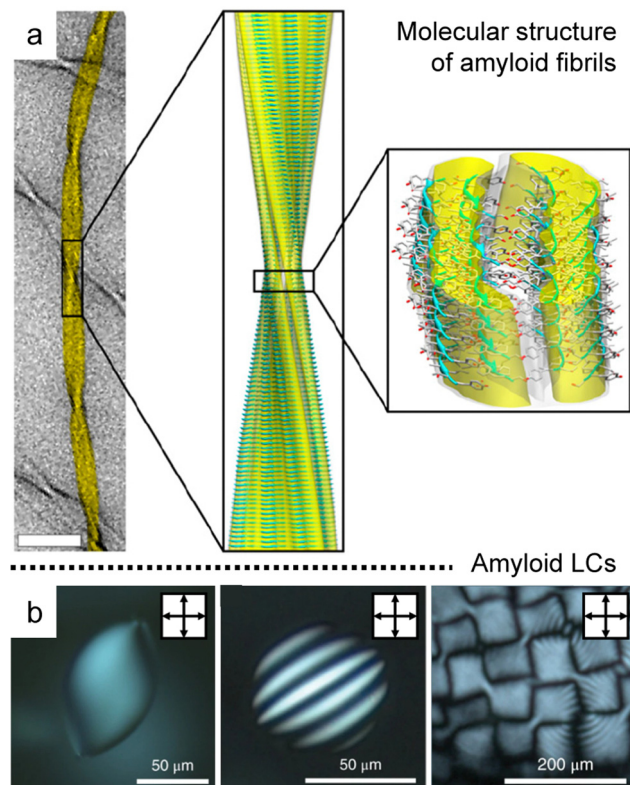 a
Molecular structure
of amyloid fibrils
Amyloid LCs
b
50 μm
50 μm
200 μm